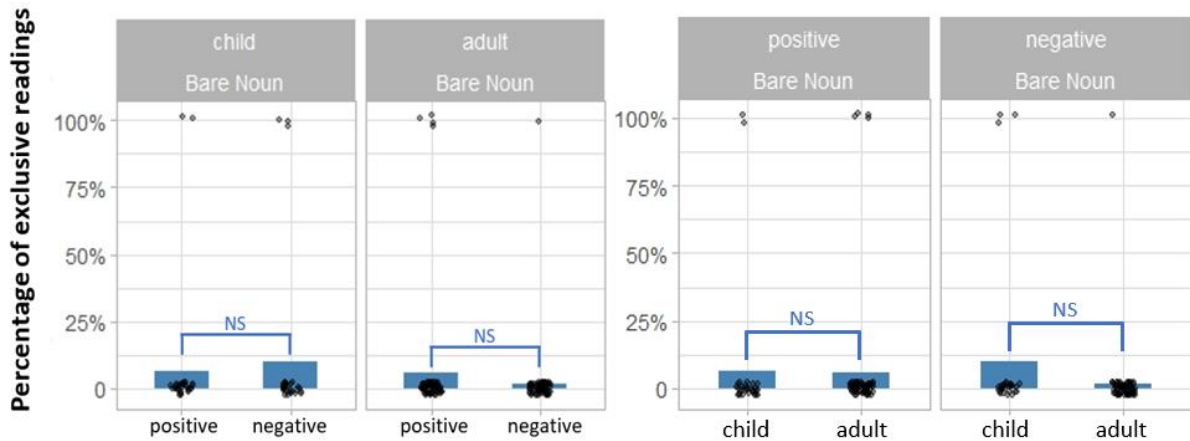 Percentage of exclusive readings
child
Bare Noun
adult
Bare Noun
100%
75%
50%
25%
0
NS
NS
positive
negative
positive
negative
positive
Bare Noun
negative
Bare Noun
100%
75%
50%
25%
0
NS
NS
child
adult
child
adult